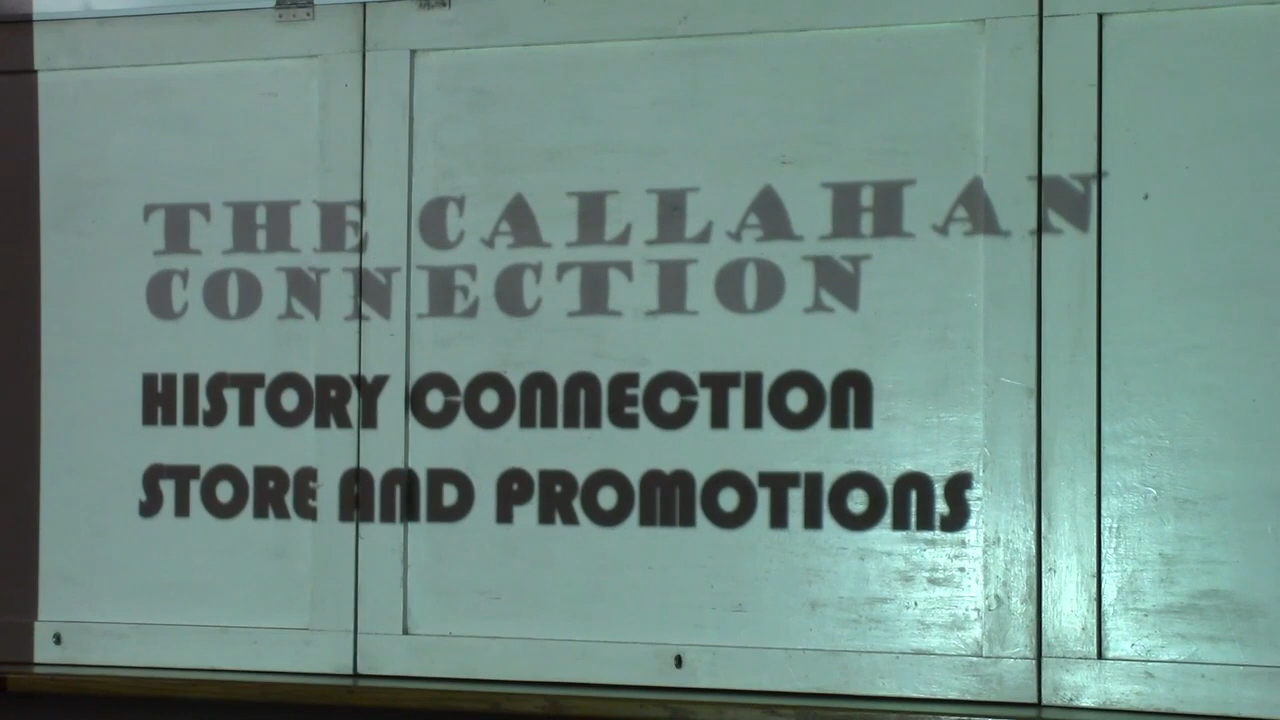 THE CALLAHAN
CONNECTION
HISTORY CONNECTION
STORE AND PROMOTIONS